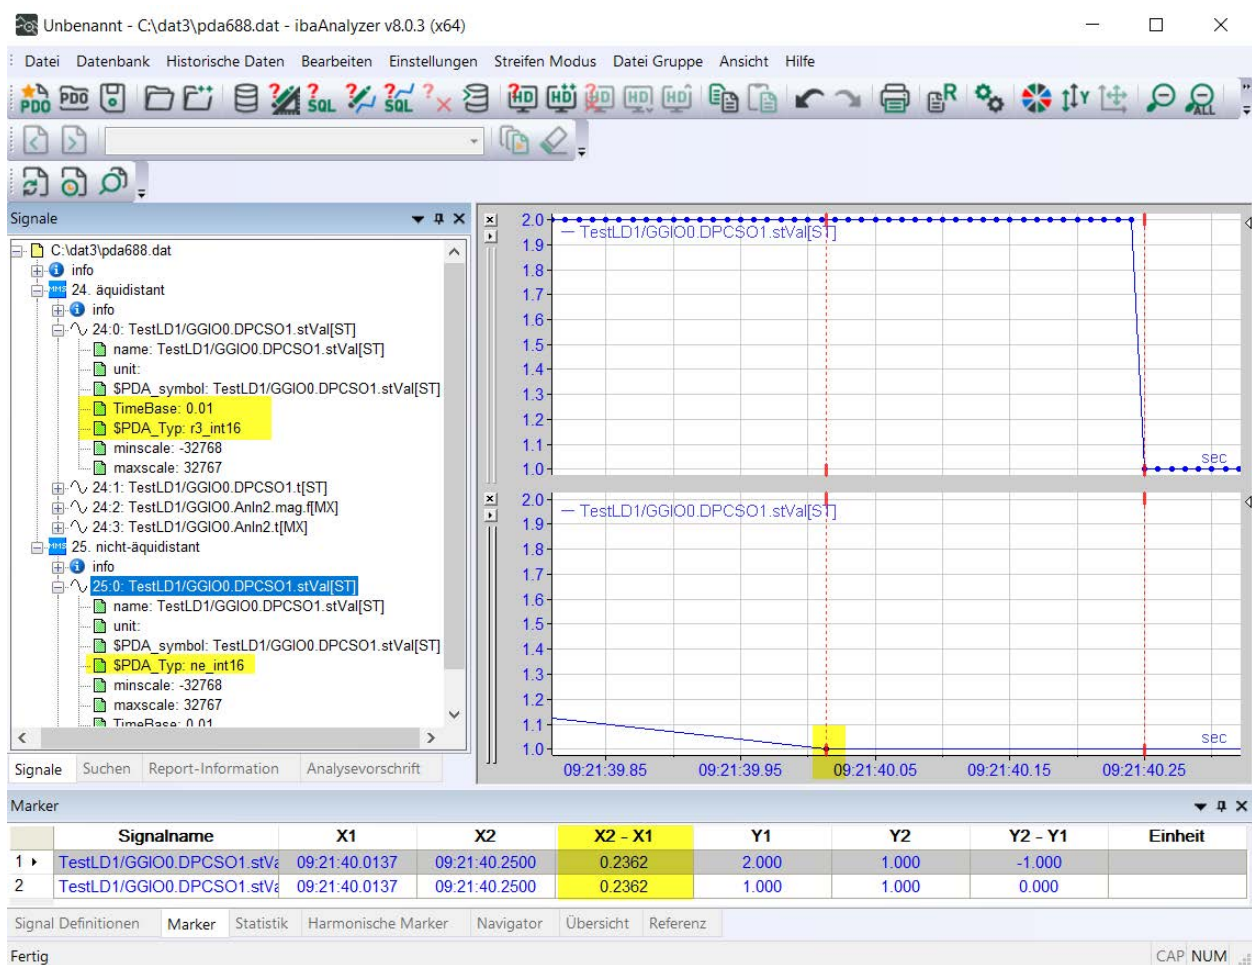 Unbenannt - C:\dat3\pda688.dat - ibaAnalyzer v8.0.3 (x64)
Datei Datenbank Historische Daten Bearbeiten Einstellungen Streifen Modus Datei Gruppe Ansicht Hilfe
PDO PDO SQL SQL HD HD HD HD HD R Y ALL
Signale
C:\dat3\pda688.dat
info
MMS 24. äquidistant
info
24:0: TestLD1/GGIO0.DPCSO1.stVal[ST]
name: TestLD1/GGIO0.DPCSO1.stVal[ST]
unit:
$PDA_symbol: TestLD1/GGIO0.DPCSO1.stVal[ST]
TimeBase: 0.01
$PDA_Typ: r3_int16
minscale: -32768
maxscale: 32767
24:1: TestLD1/GGIO0.DPCSO1.t[ST]
24:2: TestLD1/GGIO0.AnIn2.mag.f[MX]
24:3: TestLD1/GGIO0.AnIn2.t[MX]
MMS 25. nicht-äquidistant
info
25:0: TestLD1/GGIO0.DPCSO1.stVal[ST]
name: TestLD1/GGIO0.DPCSO1.stVal[ST]
unit:
$PDA_symbol: TestLD1/GGIO0.DPCSO1.stVal[ST]
$PDA_Typ: ne_int16
minscale: -32768
maxscale: 32767
TimeBase: 0.01
Signale Suchen Report-Information Analysevorschrift
2.0
TestLD1/GGIO0.DPCSO1.stVal[ST]
1.9
1.8
1.7
1.6
1.5
1.4
1.3
1.2
1.1
sec
1.0
2.0
TestLD1/GGIO0.DPCSO1.stVal[ST]
1.9
1.8
1.7
1.6
1.5
1.4
1.3
1.2
1.1
sec
1.0
09:21:39.85 09:21:39.95 09:21:40.05 09:21:40.15 09:21:40.25
Marker
Signalname X1 X2 X2 - X1 Y1 Y2 Y2 - Y1 Einheit
1 TestLD1/GGIO0.DPCSO1.stVa 09:21:40.0137 09:21:40.2500 0.2362 2.000 1.000 -1.000
2 TestLD1/GGIO0.DPCSO1.stVa 09:21:40.0137 09:21:40.2500 0.2362 1.000 1.000 0.000
Signal Definitionen Marker Statistik Harmonische Marker Navigator Übersicht Referenz
Fertig CAP NUM